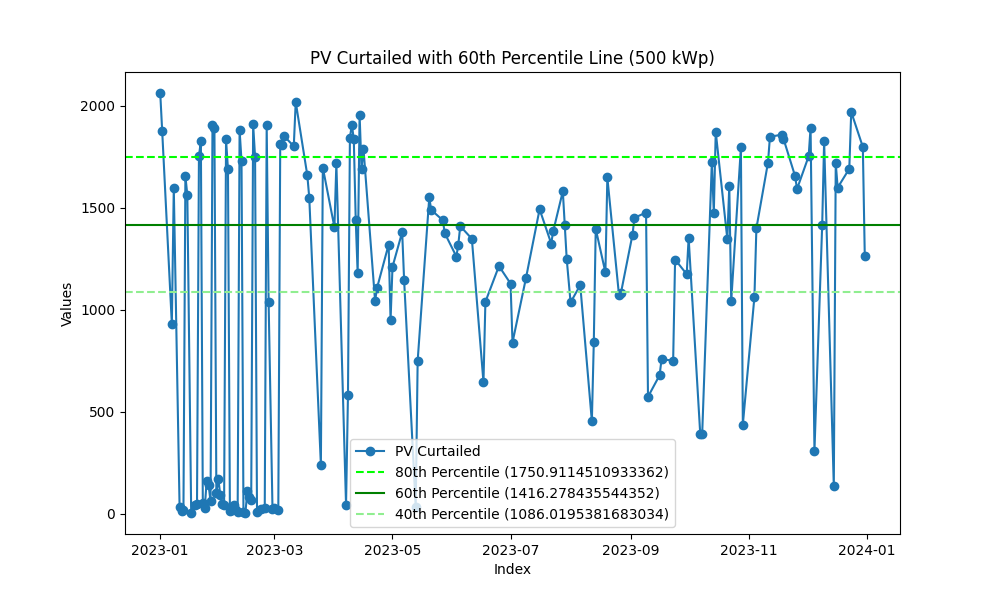 PV Curtailed with 60th Percentile Line (500 kWp)
2000
1500
1000
500
0
Values
PV Curtailed
80th Percentile (1750.9114510933362)
60th Percentile (1416.278435544352)
40th Percentile (1086.0195381683034)
2023-01 2023-03 2023-05 2023-07 2023-09 2023-11 2024-01
Index